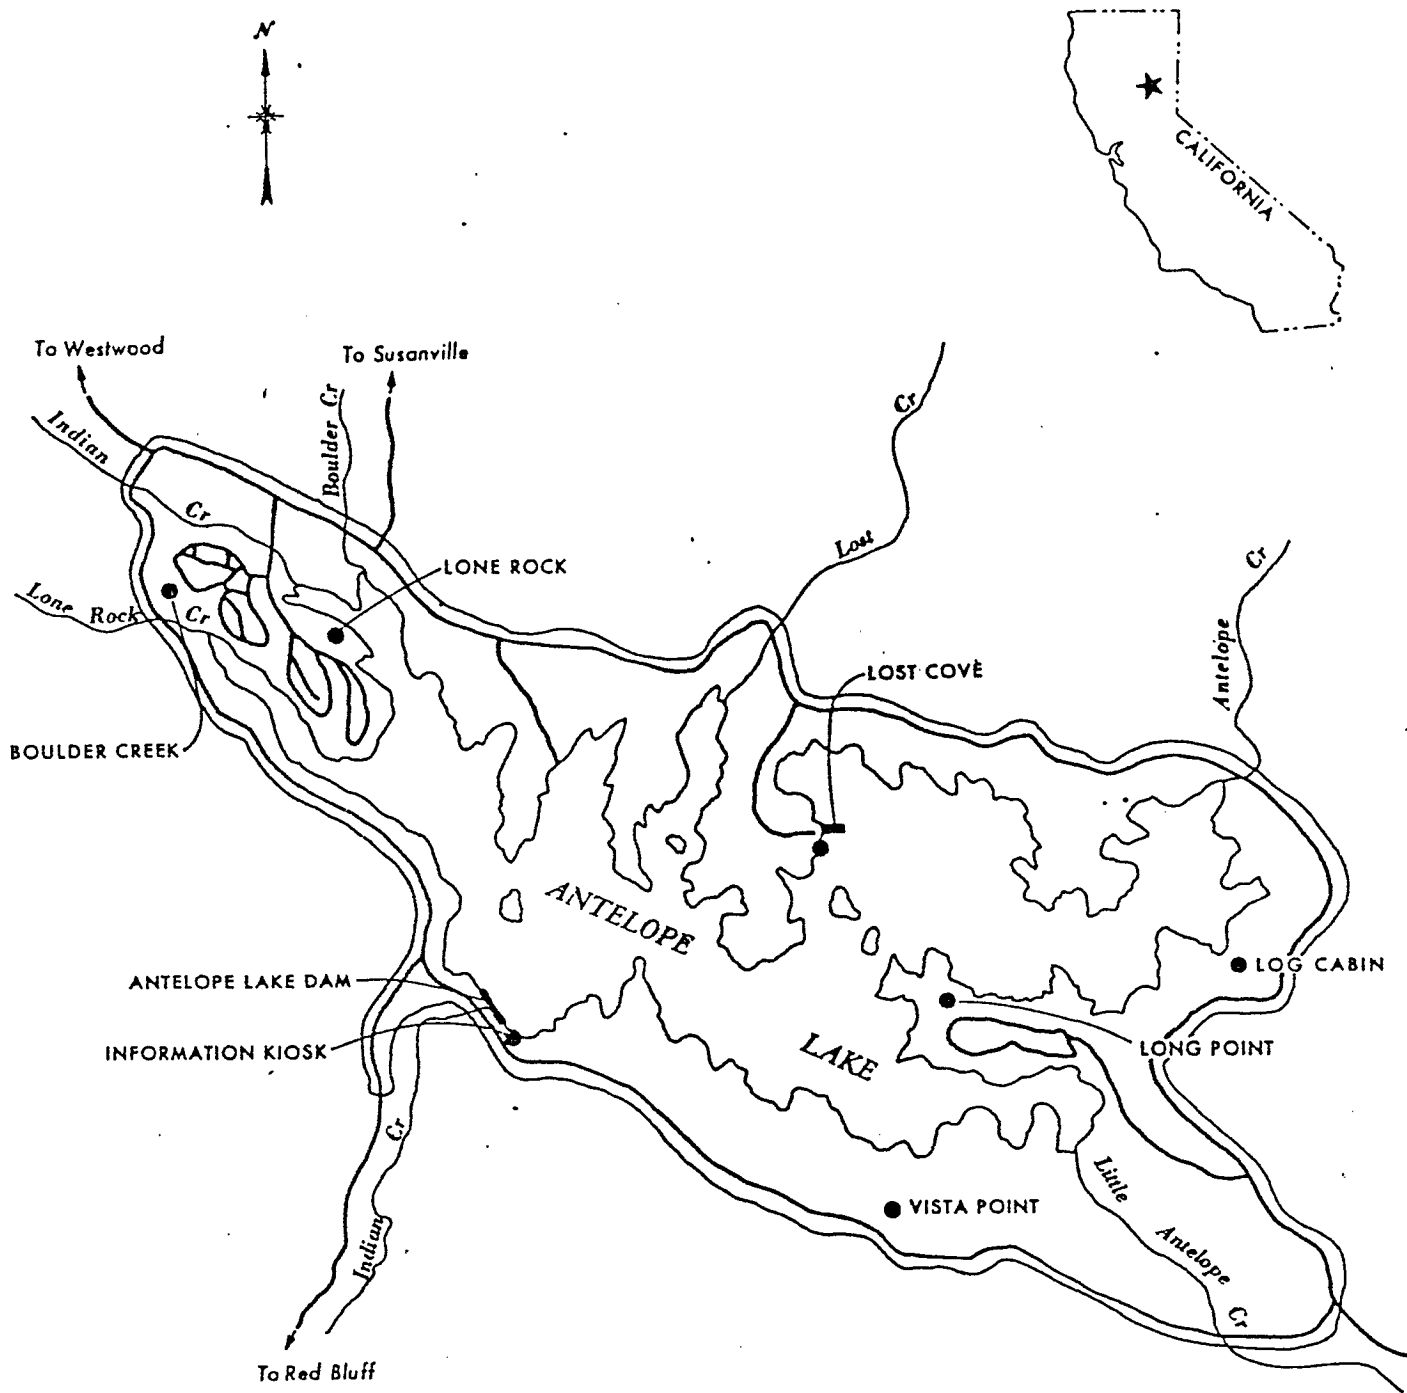 N
CALIFORNIA
To Westwood
To Susanville
Indian
Cr
Boulder Cr
Cr
Lost
Cr
LONE ROCK
Lone Rock Cr
Antelope
LOST COVE
BOULDER CREEK
ANTELOPE
LAKE
LOG CABIN
ANTELOPE LAKE DAM
INFORMATION KIOSK
LONG POINT
Cr
Indian
Little
Antelope
Cr
VISTA POINT
To Red Bluff